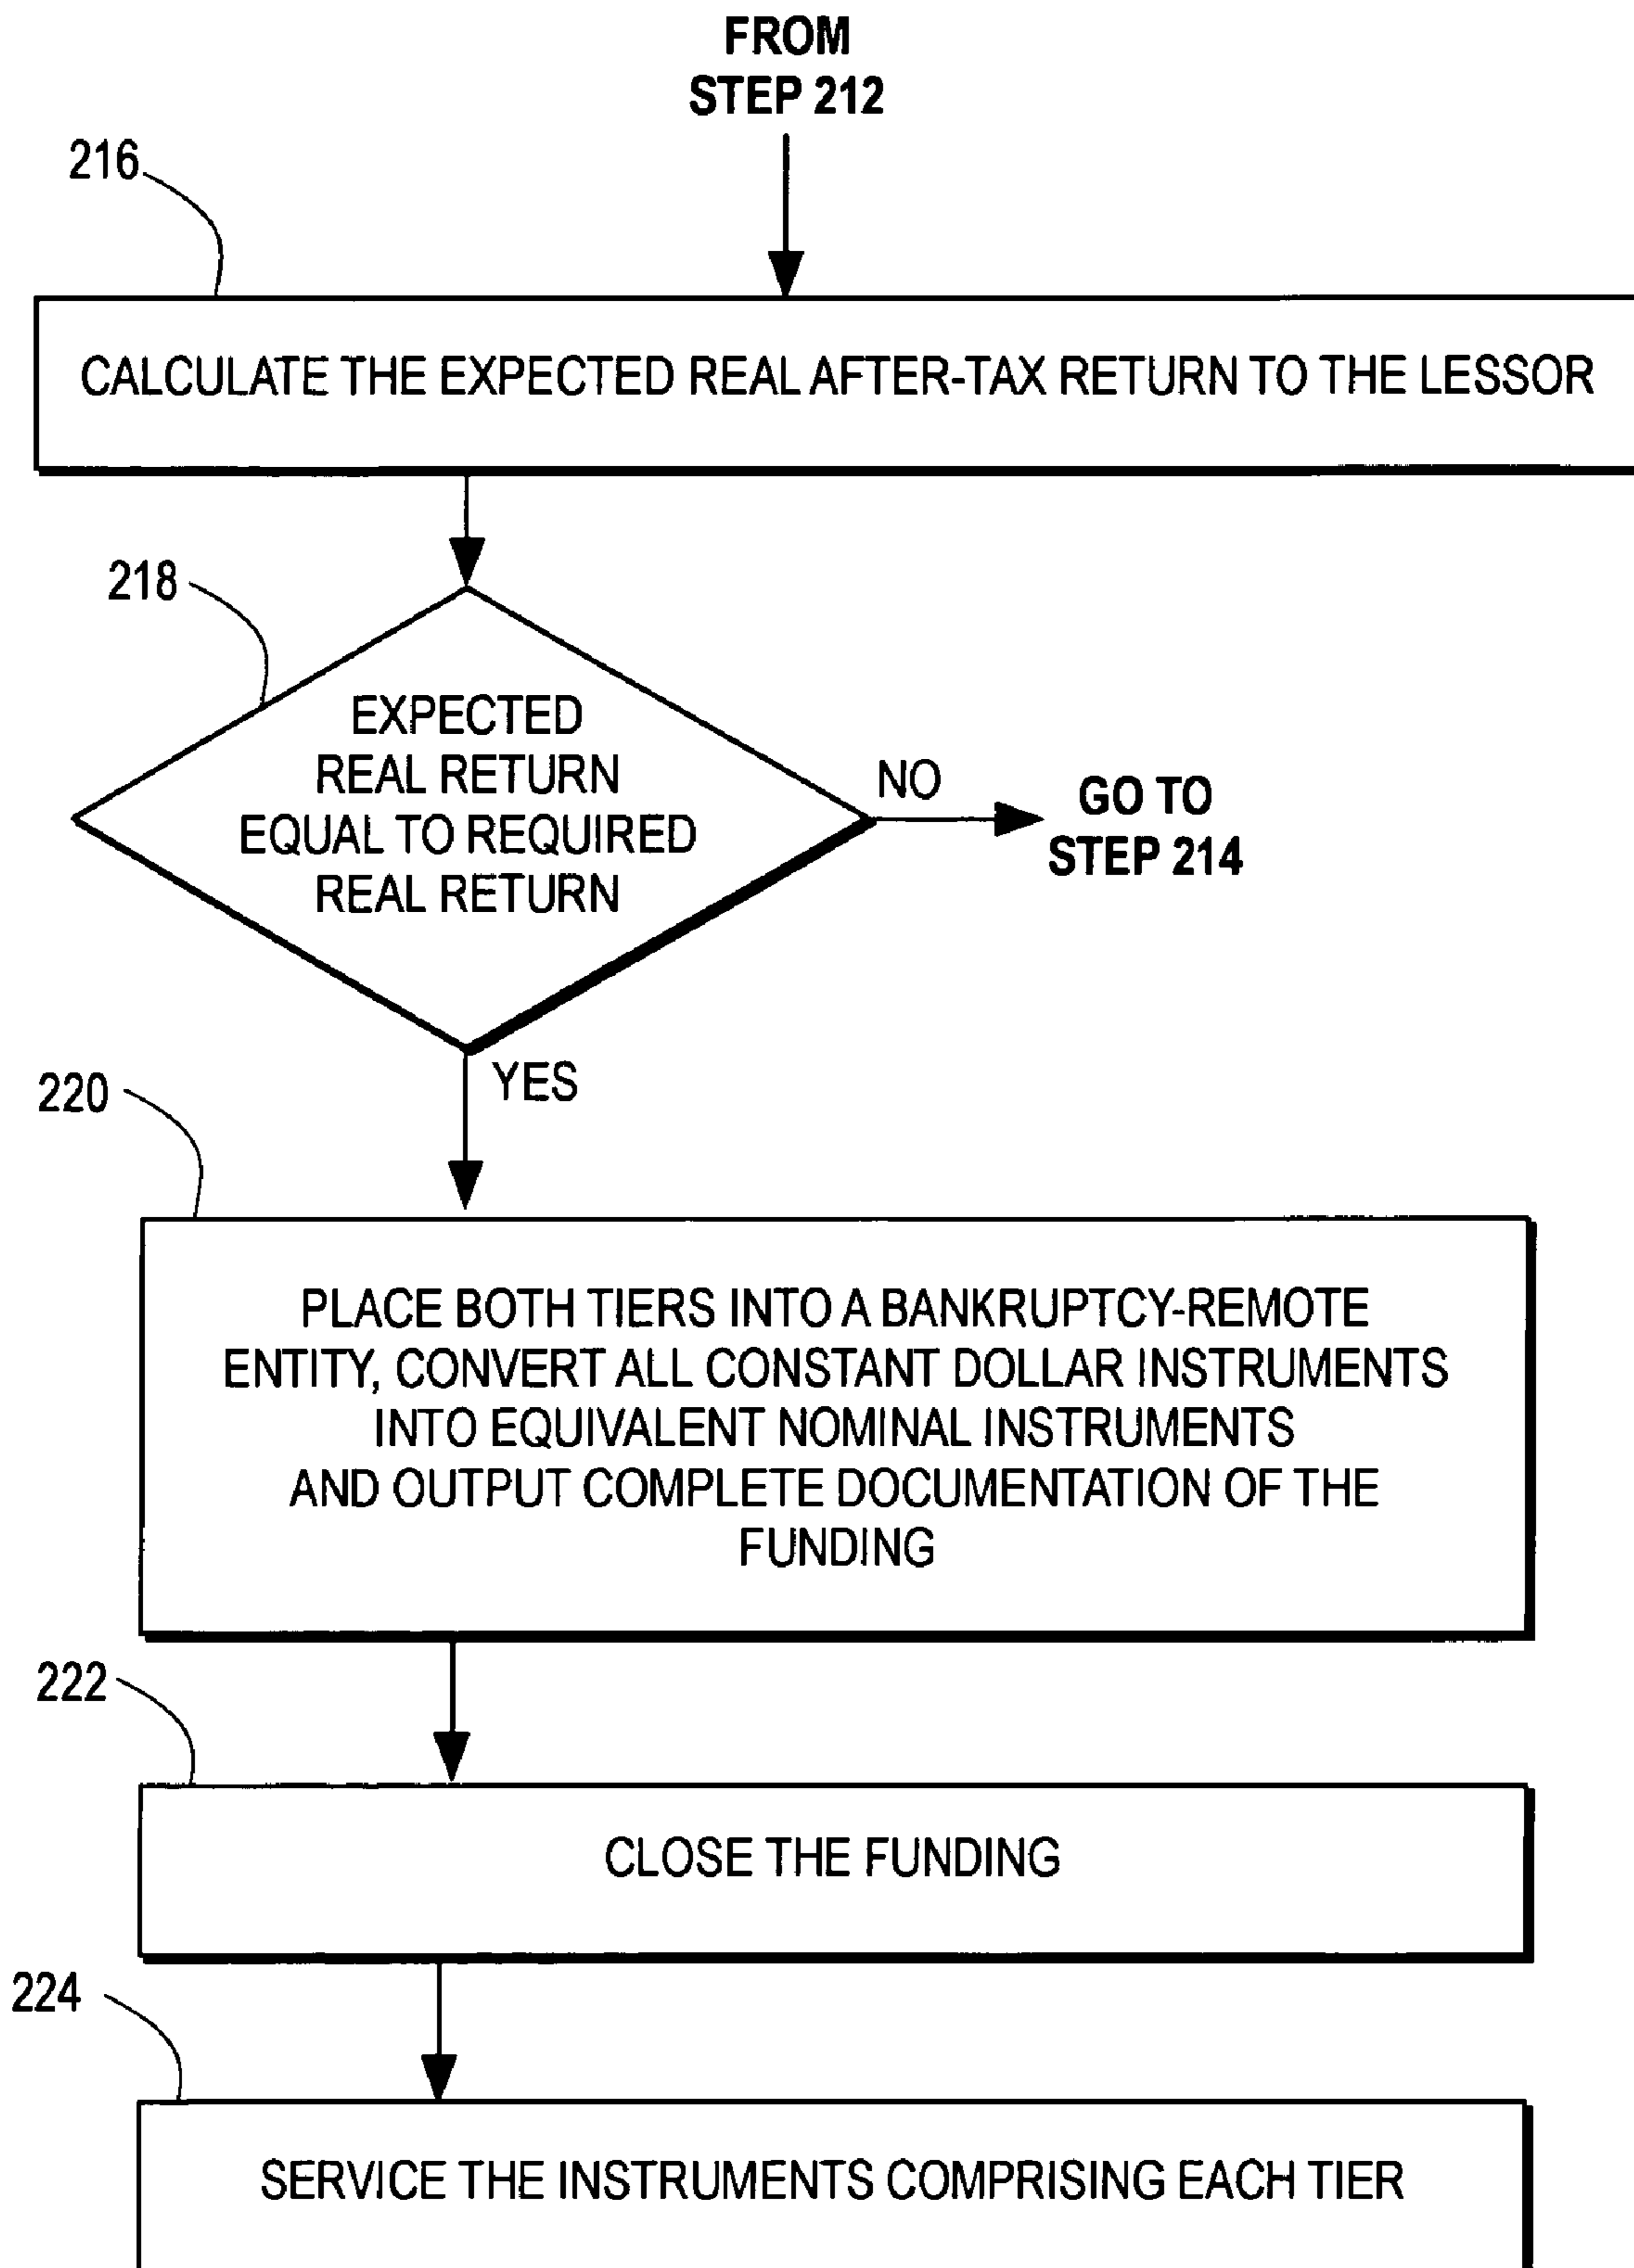 FROM
STEP 212
216
CALCULATE THE EXPECTED REAL AFTER-TAX RETURN TO THE LESSOR
218
EXPECTED
REAL RETURN
EQUAL TO REQUIRED
REAL RETURN
NO
GO TO
STEP 214
YES
220
PLACE BOTH TIERS INTO A BANKRUPTCY-REMOTE
ENTITY, CONVERT ALL CONSTANT DOLLAR INSTRUMENTS
INTO EQUIVALENT NOMINAL INSTRUMENTS
AND OUTPUT COMPLETE DOCUMENTATION OF THE
FUNDING
222
CLOSE THE FUNDING
224
SERVICE THE INSTRUMENTS COMPRISING EACH TIER